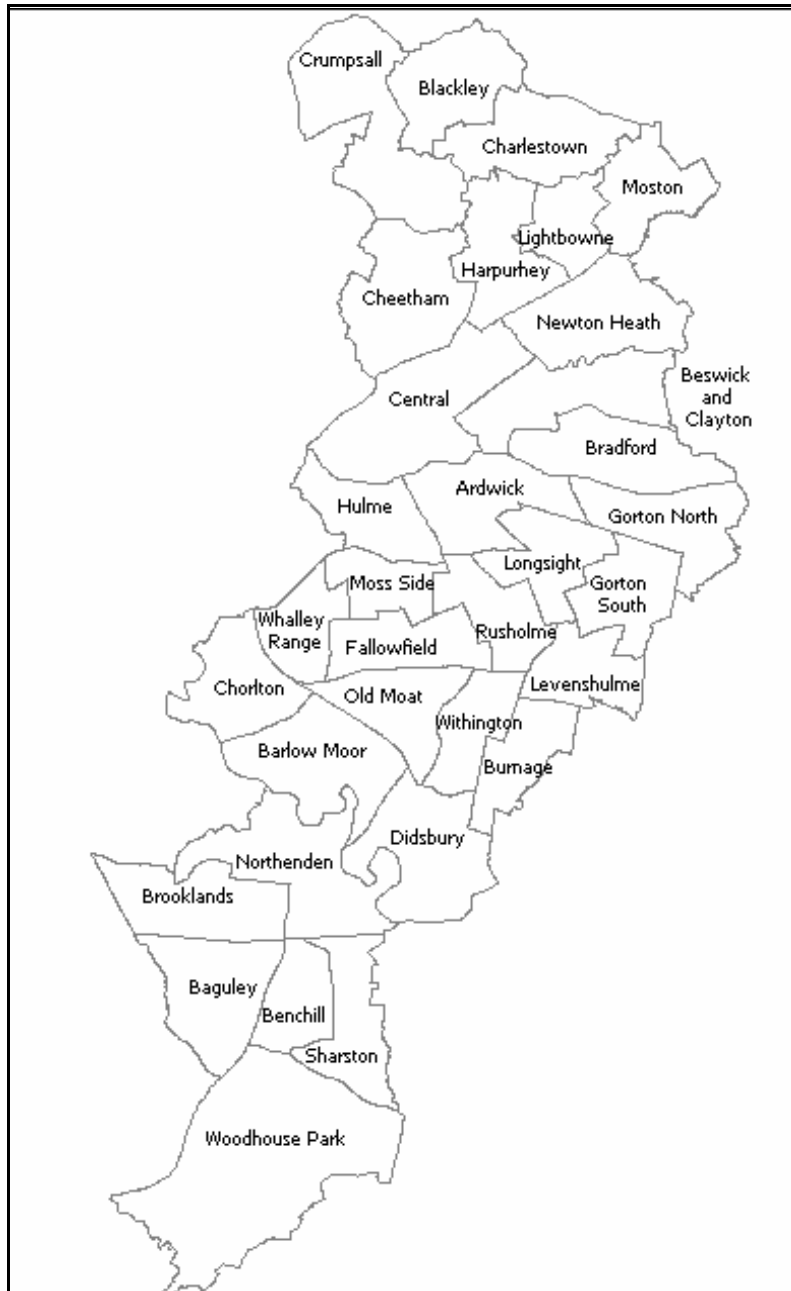 Crumpsall
Blackley
Charlestown
Moston
Lightbowne
Harpurhey
Cheetham
Newton Heath
Beswick
and
Clayton
Central
Bradford
Ardwick
Hulme
Gorton North
Longsight
Moss Side
Gorton
South
Whalley
Range
Rusholme
Fallowfield
Chorlton
Levenshulme
Old Moat
Withington
Barlow Moor
Burnage
Didsbury
Northenden
Brooklands
Baguley
Benchill
Sharston
Woodhouse Park